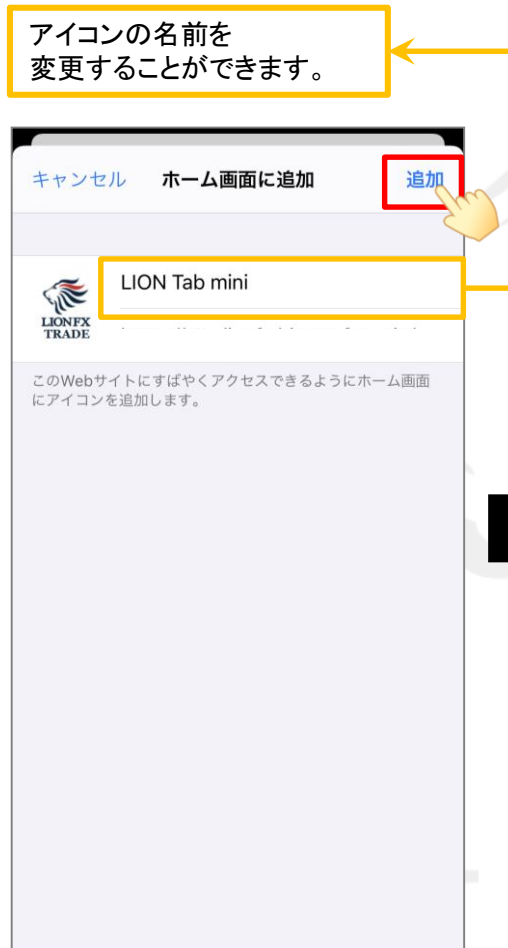 アイコンの名前を
変更することができます。
キャンセル ホーム画面に追加 追加
LION Tab mini
LIONFX
TRADE
このWebサイトにすばやくアクセスできるようにホーム画面
にアイコンを追加します。